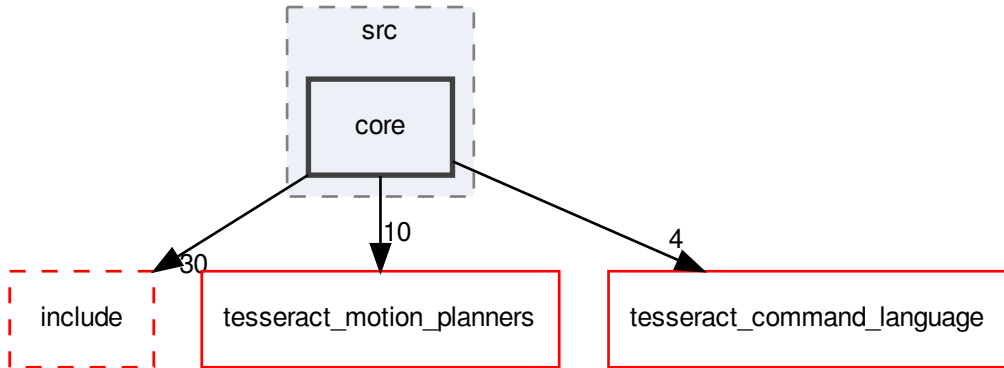 src
core
30
10
4
include
tesseract_motion_planners
tesseract_command_language